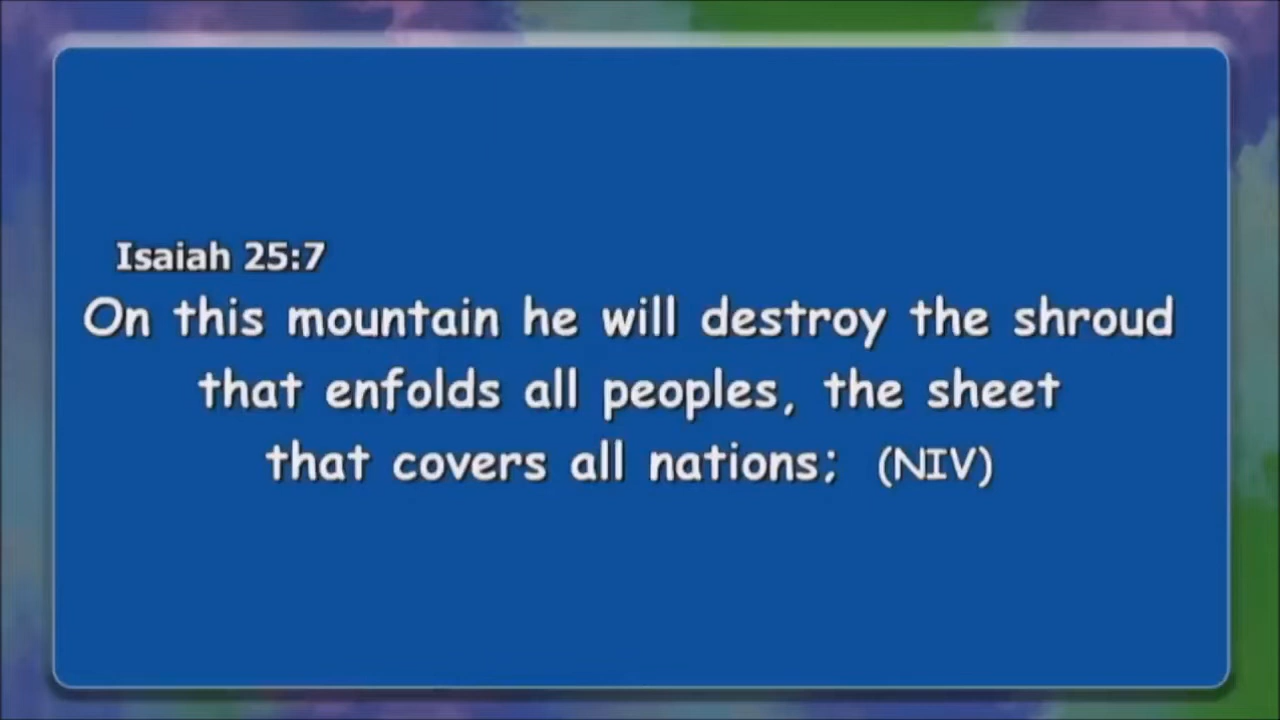 Isaiah 25:7
On this mountain he will destroy the shroud
that enfolds all peoples, the sheet
that covers all nations; (NIV)